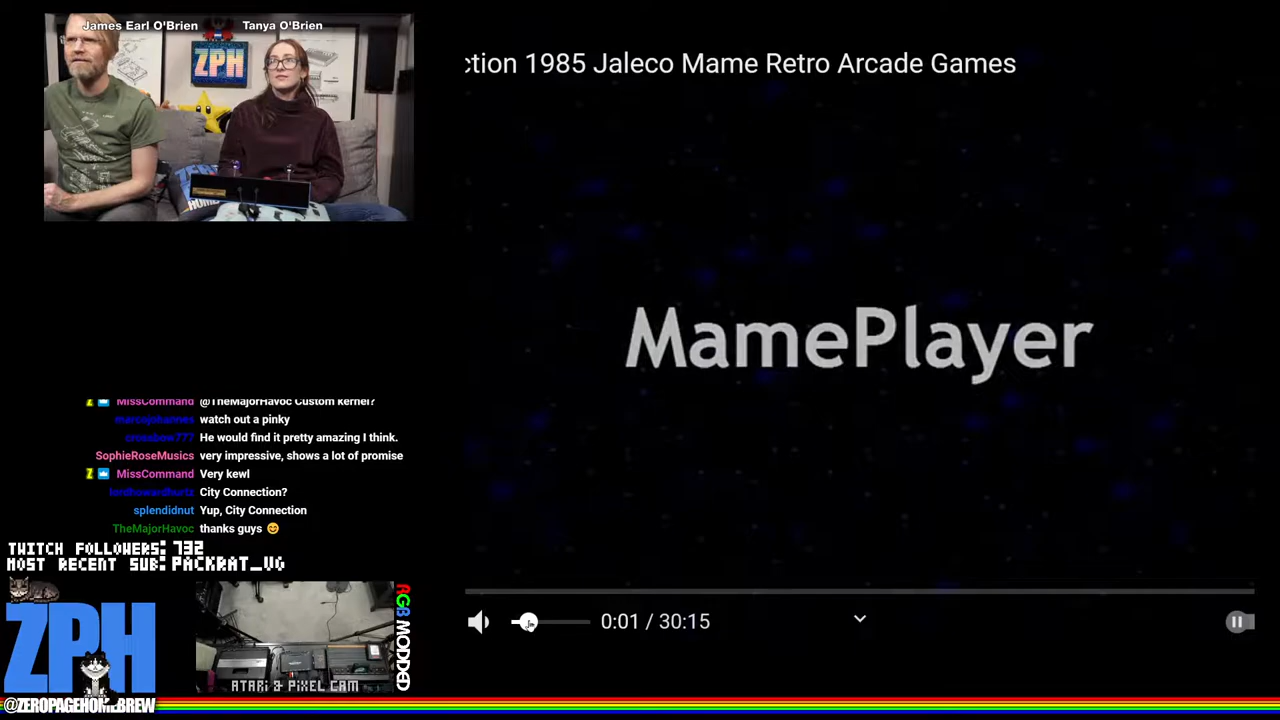 James Earl O'Brien
Tanya O'Brien
ZPH
ction 1985 Jaleco Mame Retro Arcade Games
MamePlayer
MissCommand @TheMajorHavoc Custom kernel?
marcojohannes watch out a pinky
crossbow777 He would find it pretty amazing I think.
SophieRoseMusics very impressive, shows a lot of promise
Z MissCommand Very kewl
lordhowardhurtz City Connection?
splendidnut Yup, City Connection
TheMajorHavoc thanks guys 😊
TWITCH FOLLOWERS: 732
MOST RECENT SUB: PACKRAT_VG
0:01 / 30:15
ZPH
RGB MODDED
ATARI & PIXEL CAM
@ZEROPAGEHOMEBREW